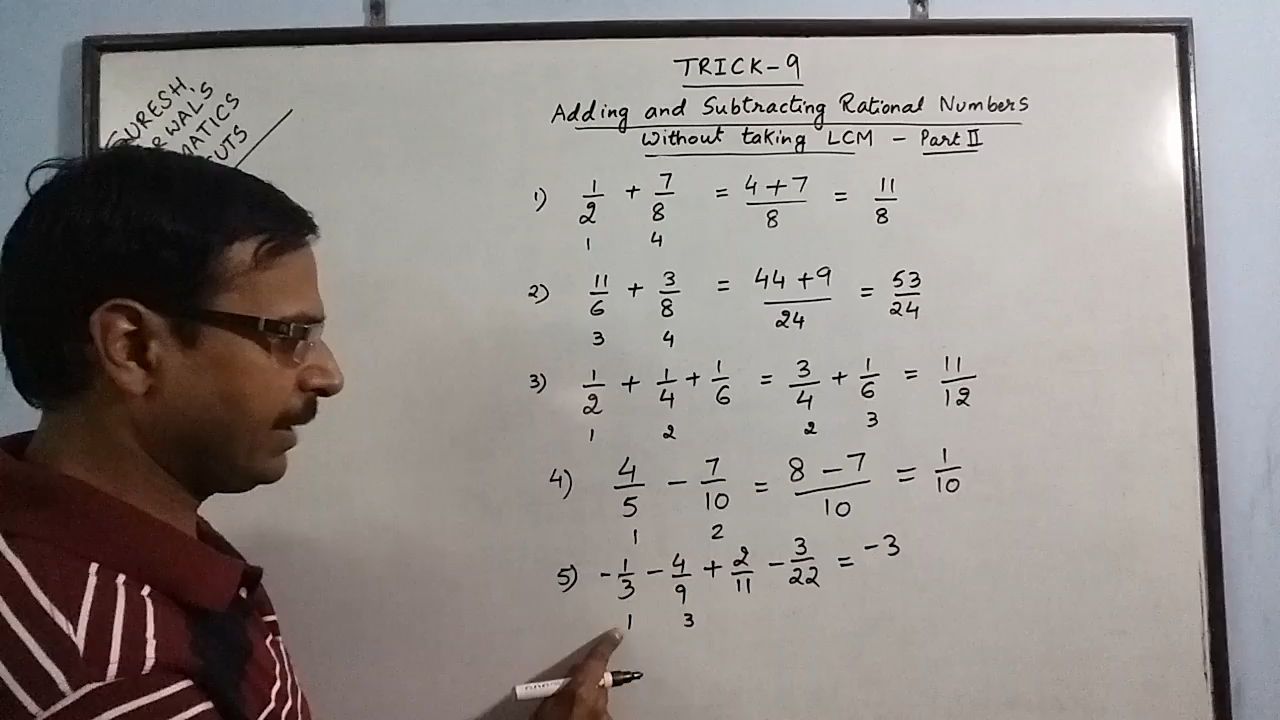 SURESH
TRICK-9
Adding and Subtracting Rational Numbers
Without taking LCM - Part II
1) 1/2 + 7/8 = 4+7/8 = 11/8
1 4
2) 11/6 + 3/8 = 44+9/24 = 53/24
3 4
3) 1/2 + 1/4 + 1/6 = 3/4 + 1/6 = 11/12
1 2 2 3
4) 4/5 - 7/10 = 8-7/10 = 1/10
1 2
5) -1/3 - 4/9 + 2/11 - 3/22 = -3
1 3